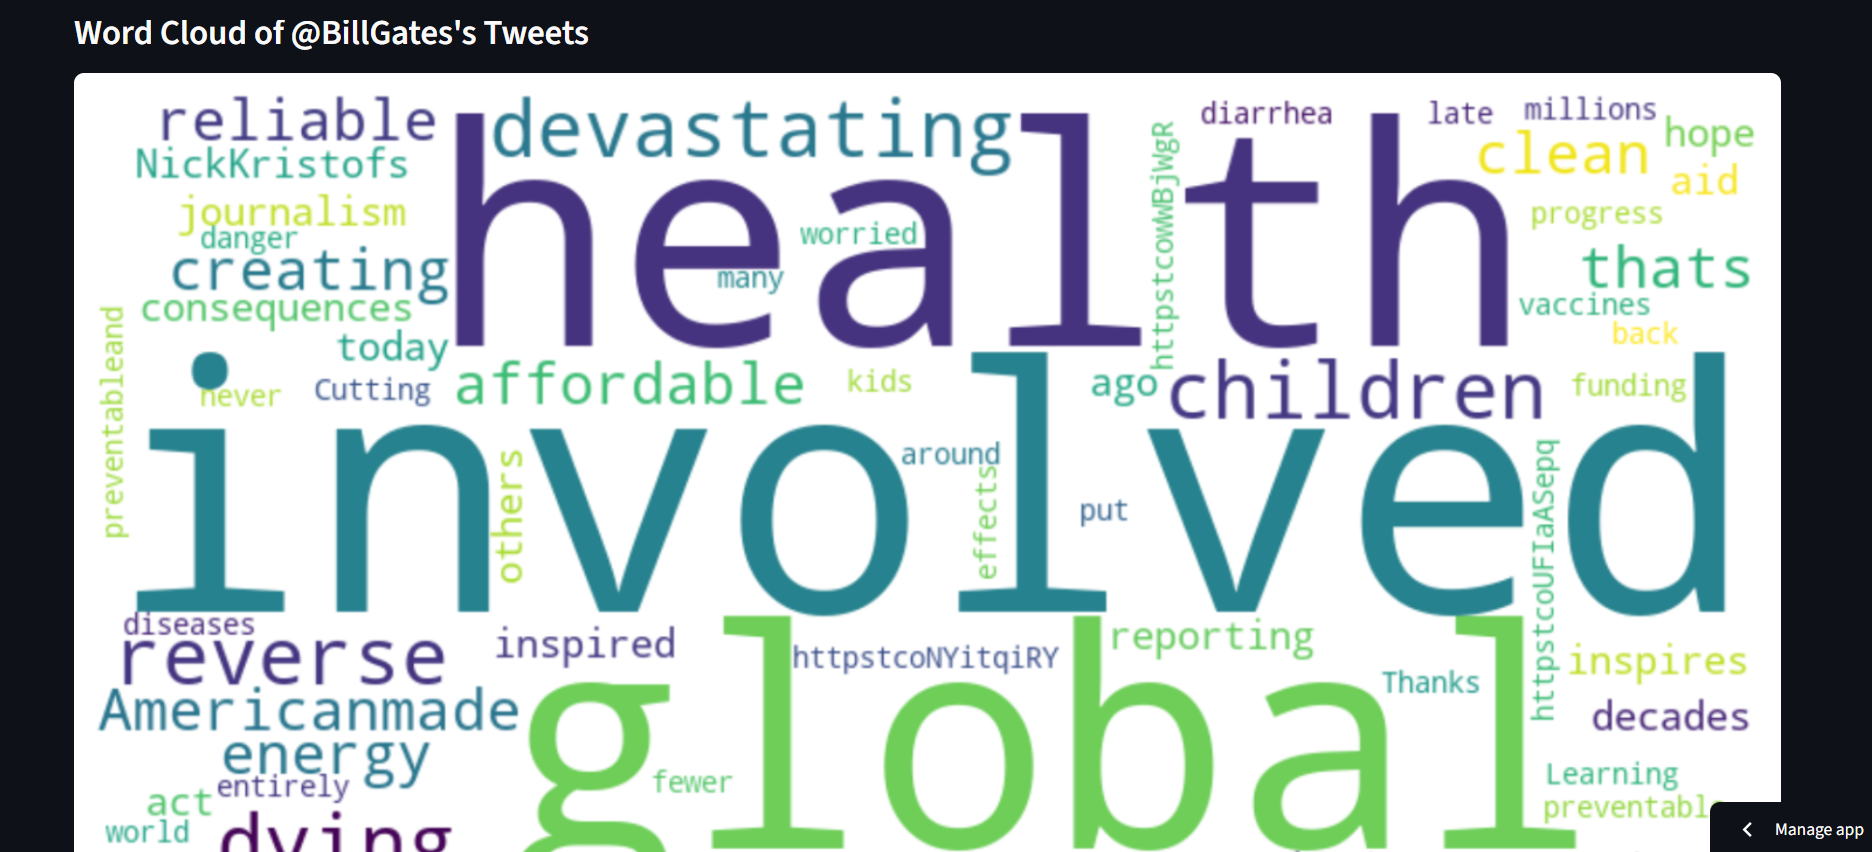 Word Cloud of @BillGates's Tweets
reliable
devastating
health
diarrhea
late
millions
hope
NickKristofs
clean
aid
journalism
danger
worried
httpstcowWBjWgR
progress
creating
many
thats
consequences
vaccines
today
back
preventableand
never
Cutting
affordable
kids
ago
children
funding
involved
others
around
effects
put
httpstcoUFIaASepq
diseases
reverse
inspired
global
httpstcoNYitqiRY
reporting
Thanks
inspires
Americanmade
decades
energy
entirely
fewer
Learning
act
preventabl
world
dying
Manage app